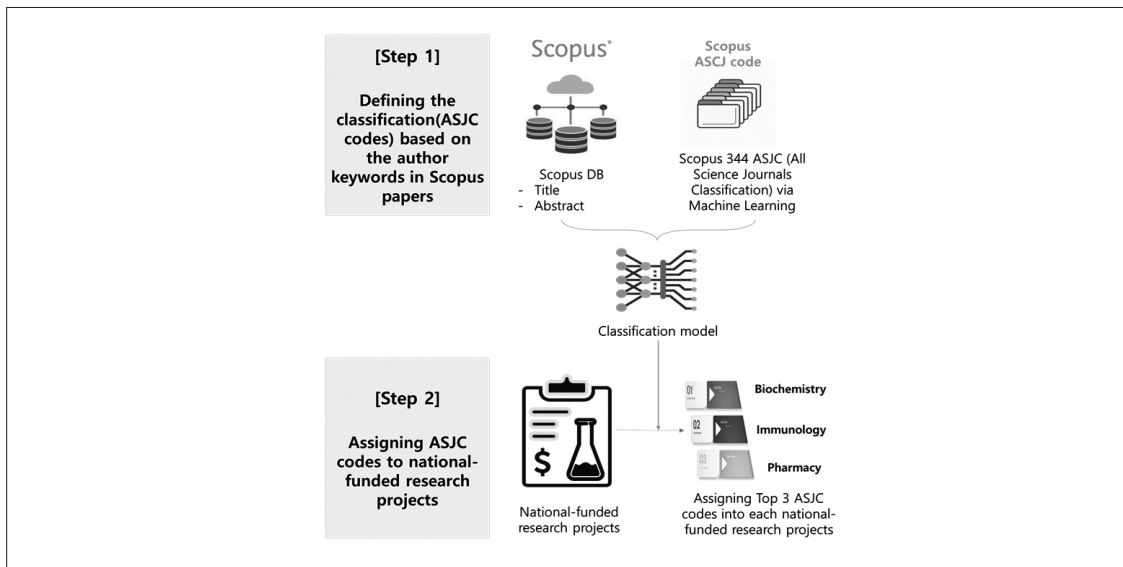 [Step 1]
Defining the
classification(ASJC
codes) based on
the author
keywords in Scopus
papers
Scopus®
Scopus DB
- Title
- Abstract
Scopus
ASCJ code
Scopus 344 ASJC (All
Science Journals
Classification) via
Machine Learning
Classification model
[Step 2]
Assigning ASJC
codes to national-
funded research
projects
$
National-funded
research projects
01
Biochemistry
02
Immunology
03
Pharmacy
Assigning Top 3 ASJC
codes into each national-
funded research projects